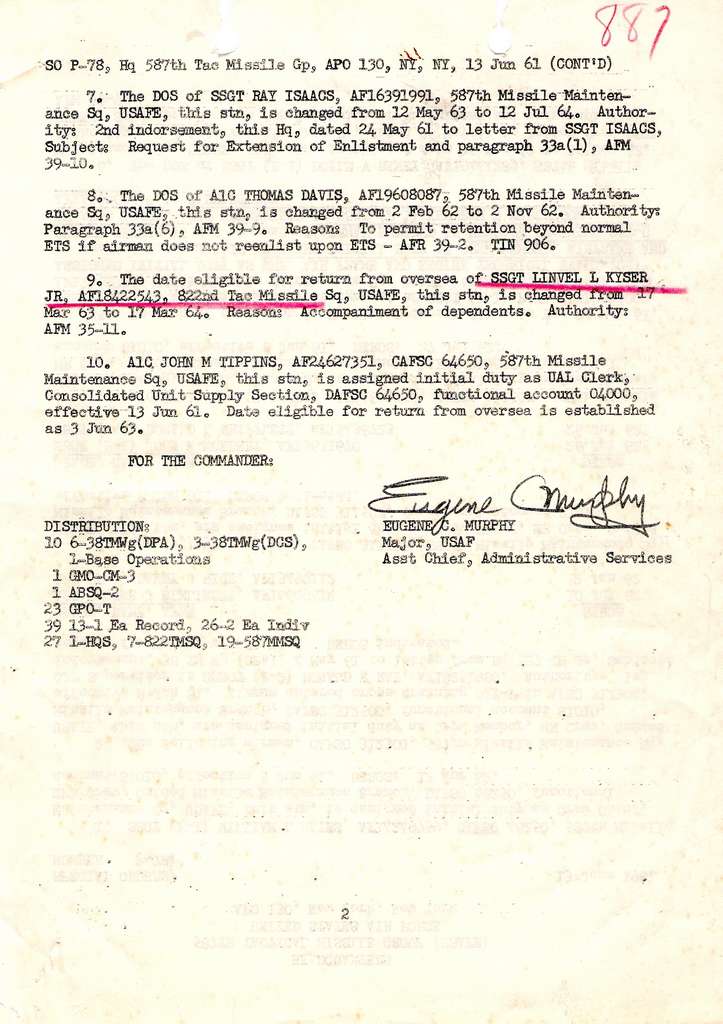 887
SO P-78, Hq 587th Tac Missile Gp, APO 130, NY, NY, 13 Jun 61 (CONT'D)
7. The DOS of SSGT RAY ISAACS, AF16391991, 587th Missile Mainten-
ance Sq, USAFE, this stn, is changed from 12 May 63 to 12 Jul 64. Author-
ity: 2nd indorsement, this Hq, dated 24 May 61 to letter from SSGT ISAACS,
Subject: Request for Extension of Enlistment and paragraph 33a(1), AFM
39-10.
8. The DOS of A1C THOMAS DAVIS, AF19608087, 587th Missile Mainten-
ance Sq, USAFE, this stn, is changed from 2 Feb 62 to 2 Nov 62. Authority:
Paragraph 33a(6), AFM 39-9. Reason: To permit retention beyond normal
ETS if airman does not reenlist upon ETS - AFR 39-2. TIN 906.
9. The date eligible for return from oversea of SSGT LINVEL L KYSER
JR, AF18422543, 822nd Tac Missile Sq, USAFE, this stn, is changed from 17
Mar 63 to 17 Mar 64. Reason: Accompaniment of dependents. Authority:
AFM 35-11.
10. A1C JOHN M TIPPINS, AF24627351, CAFSC 64650, 587th Missile
Maintenance Sq, USAFE, this stn, is assigned initial duty as UAL Clerk,
Consolidated Unit Supply Section, DAFSC 64650, functional account 04000,
effective 13 Jun 61. Date eligible for return from oversea is established
as 3 Jun 63.
FOR THE COMMANDER:
Eugene C Murphy
DISTRIBUTION:
10 6-38TMWg(DPA), 3-38TMWg(DCS),
1-Base Operations
1 GMO-CM-3
1 ABSQ-2
23 GPO-T
39 13-1 Ea Record, 26-2 Ea Indiv
27 1-HQS, 7-822TMSQ, 19-587MMSQ
EUGENE C. MURPHY
Major, USAF
Asst Chief, Administrative Services
2